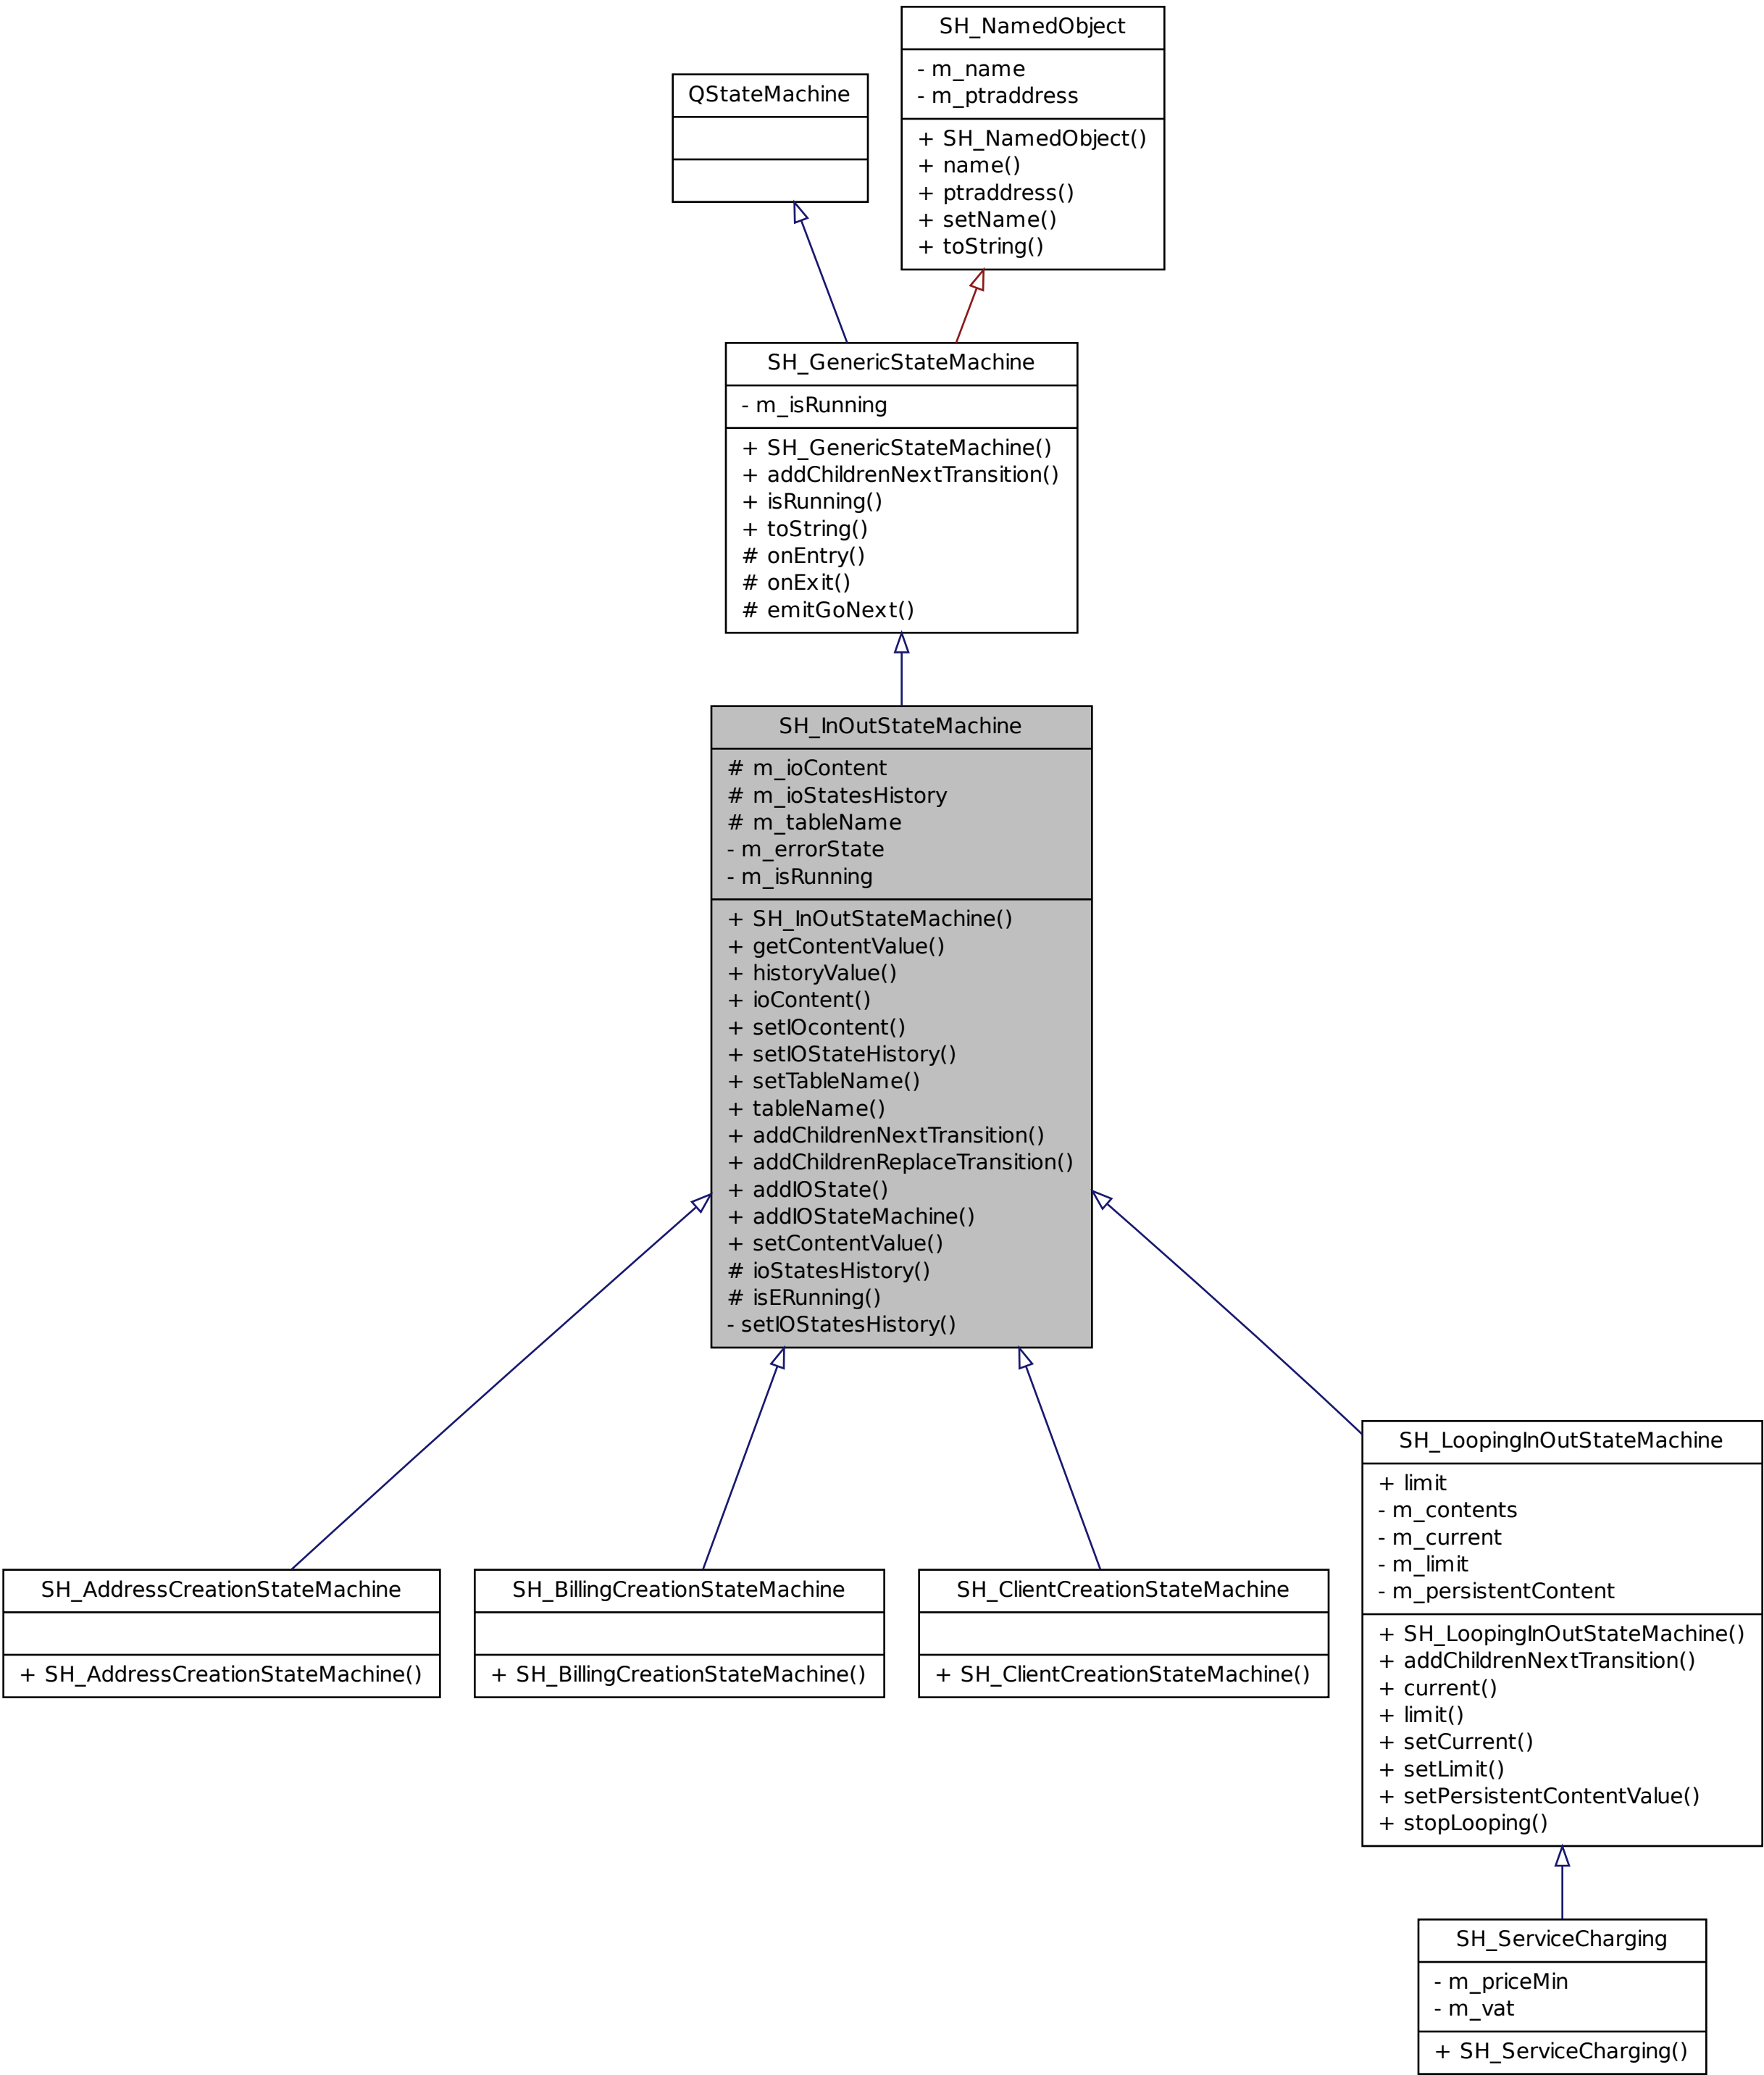 SH_NamedObject
- m_name
- m_ptraddress
+ SH_NamedObject()
+ name()
+ ptraddress()
+ setName()
+ toString()
QStateMachine
SH_GenericStateMachine
- m_isRunning
+ SH_GenericStateMachine()
+ addChildrenNextTransition()
+ isRunning()
+ toString()
# onEntry()
# onExit()
# emitGoNext()
SH_InOutStateMachine
# m_ioContent
# m_ioStatesHistory
# m_tableName
- m_errorState
- m_isRunning
+ SH_InOutStateMachine()
+ getContentValue()
+ historyValue()
+ ioContent()
+ setIOcontent()
+ setIOStateHistory()
+ setTableName()
+ tableName()
+ addChildrenNextTransition()
+ addChildrenReplaceTransition()
+ addIOState()
+ addIOStateMachine()
+ setContentValue()
# ioStatesHistory()
# isERunning()
- setIOStatesHistory()
SH_AddressCreationStateMachine
+ SH_AddressCreationStateMachine()
SH_BillingCreationStateMachine
+ SH_BillingCreationStateMachine()
SH_ClientCreationStateMachine
+ SH_ClientCreationStateMachine()
SH_LoopingInOutStateMachine
+ limit
- m_contents
- m_current
- m_limit
- m_persistentContent
+ SH_LoopingInOutStateMachine()
+ addChildrenNextTransition()
+ current()
+ limit()
+ setCurrent()
+ setLimit()
+ setPersistentContentValue()
+ stopLooping()
SH_ServiceCharging
- m_priceMin
- m_vat
+ SH_ServiceCharging()